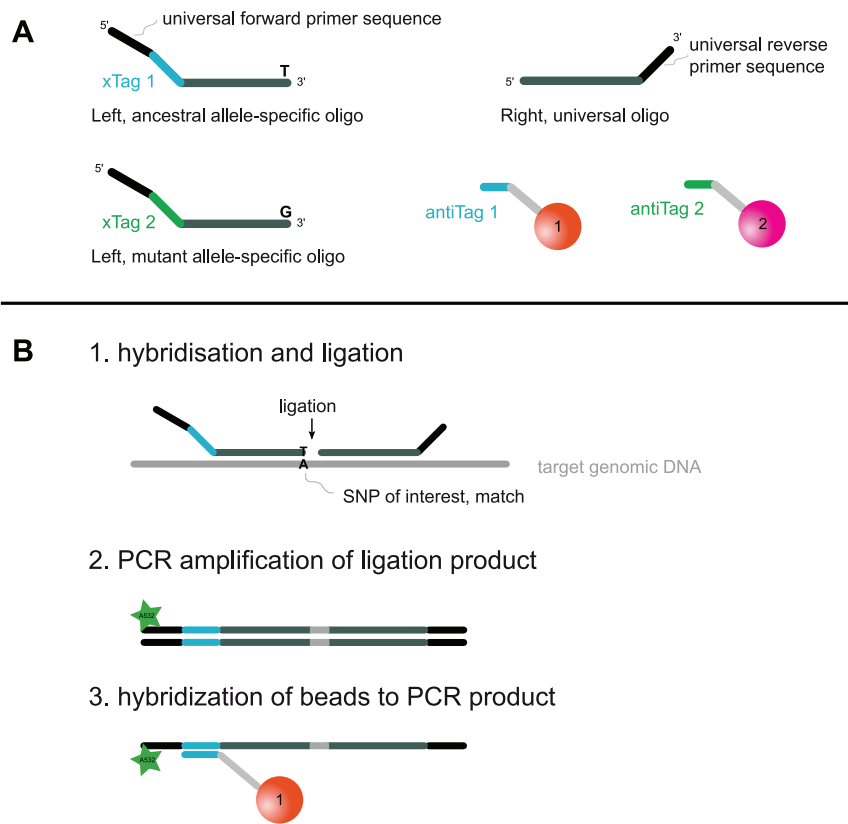 A
5'
universal forward primer sequence
xTag 1
T
3'
Left, ancestral allele-specific oligo
3'
universal reverse
primer sequence
5'
Right, universal oligo
5'
xTag 2
G
3'
Left, mutant allele-specific oligo
antiTag 1
1
antiTag 2
2
B
1. hybridisation and ligation
ligation
T
A
target genomic DNA
SNP of interest, match
2. PCR amplification of ligation product
A532
3. hybridization of beads to PCR product
A532
1